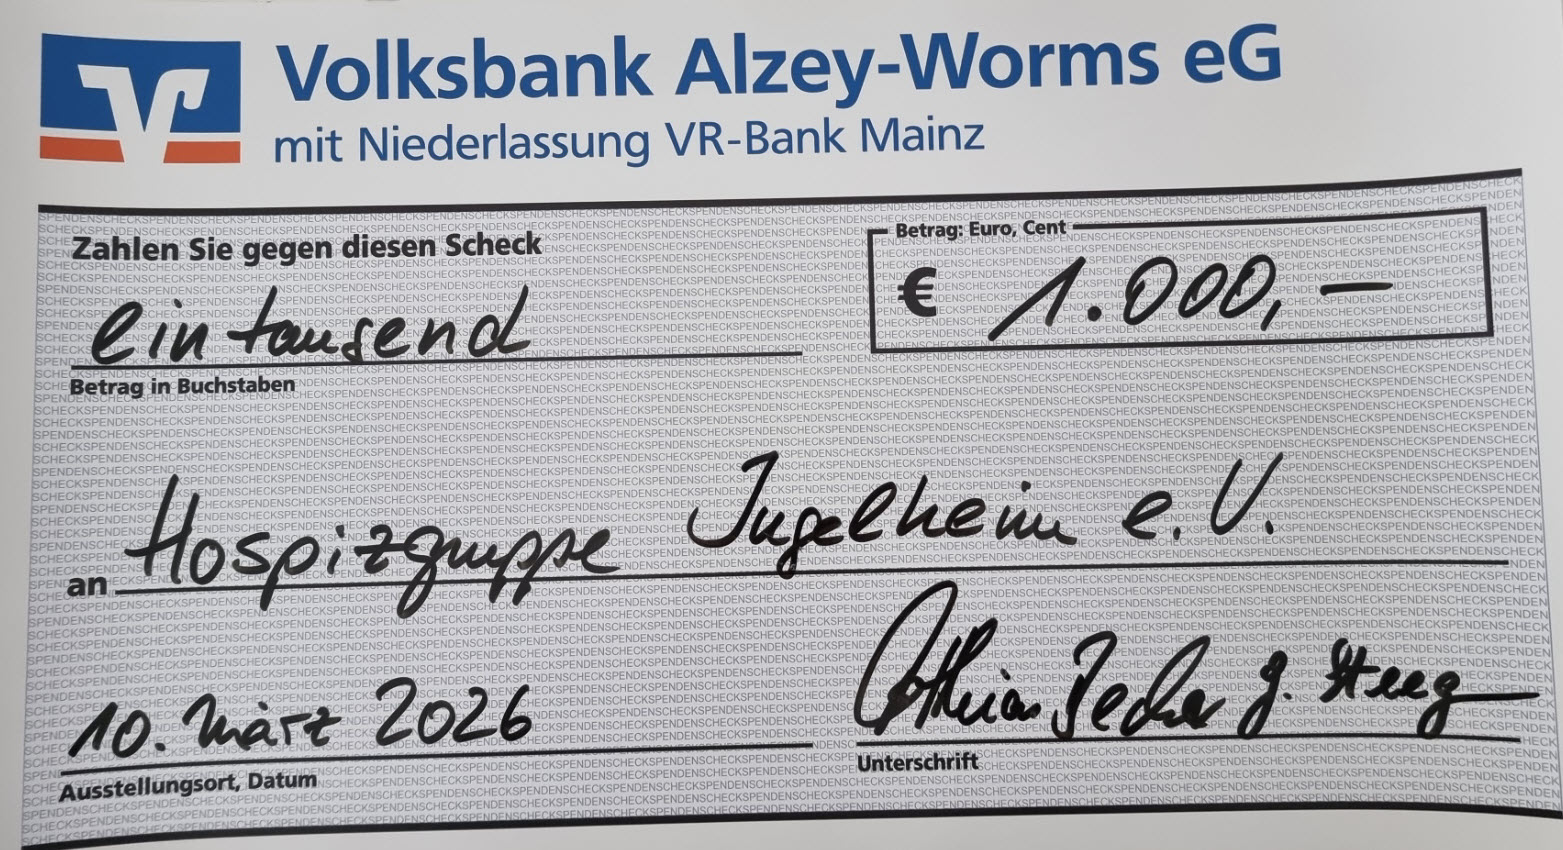 Volksbank Alzey-Worms eG
mit Niederlassung VR-Bank Mainz
Zahlen Sie gegen diesen Scheck
Betrag: Euro, Cent
eintausend
€ 1.000,–
Betrag in Buchstaben
an Hospizgruppe Ingelheim e.V.
10. März 2026
J. Steeg
Ausstellungsort, Datum
Unterschrift